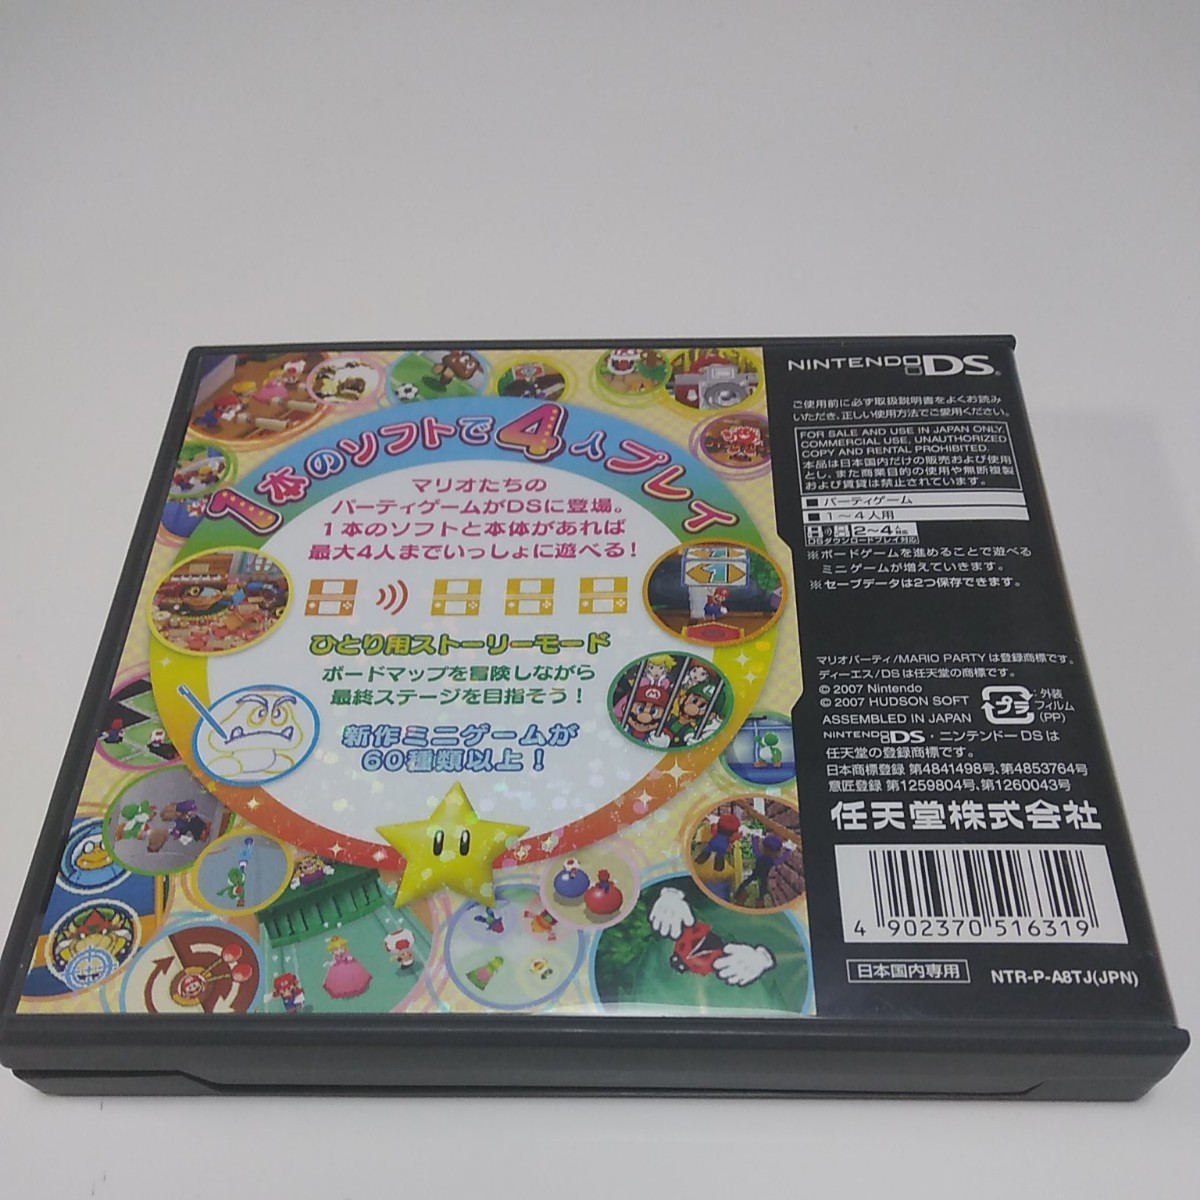 1本のソフトで4人プレイ
マリオたちの
パーティゲームがDSに登場。
1本のソフトと本体があれば
最大4人までいっしょに遊べる!
ひとり用ストーリーモード
ボードマップを冒険しながら
最終ステージを目指そう!
新作ミニゲームが
60種類以上!
NINTENDO DS®
ご使用前に必ず取扱説明書をよくお読み
いただき、正しい使用方法でご愛用ください。
FOR SALE AND USE IN JAPAN ONLY.
COMMERCIAL USE, UNAUTHORIZED
COPY AND RENTAL PROHIBITED.
本品は日本国内だけの販売および使用
とし、また商業目的の使用や無断複製
および賃貸は禁止されています。
■ パーティゲーム
■ 1~4人用
2~4人対応
DSダウンロードプレイ対応
※ボードゲームを進めることで遊べる
ミニゲームが増えていきます。
※セーブデータは2つ保存できます。
マリオパーティ/MARIO PARTY は登録商標です。
ディーエス/DS は任天堂の商標です。
© 2007 Nintendo
© 2007 HUDSON SOFT
ASSEMBLED IN JAPAN
プラ
:外装
フィルム
(PP)
NINTENDO DS・ニンテンドーDS は
任天堂の登録商標です。
日本商標登録 第4841498号、第4853764号
意匠登録 第1259804号、第1260043号
任天堂株式会社
4 902370 516319
日本国内専用
NTR-P-A8TJ(JPN)